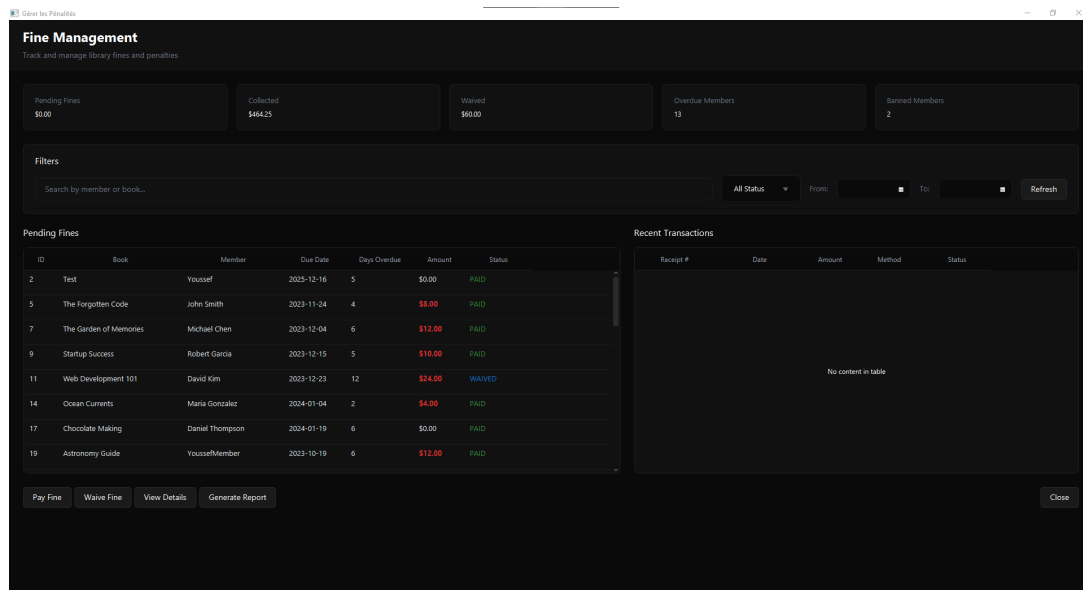 Gérer les Pénalités
Fine Management
Track and manage library fines and penalties
Pending Fines
$0.00
Collected
$464.25
Waived
$60.00
Overdue Members
13
Banned Members
2
Filters
Search by member or book...
All Status
From:
To:
Refresh
Pending Fines
ID Book Member Due Date Days Overdue Amount Status
2 Test Youssef 2025-12-16 5 $0.00 PAID
5 The Forgotten Code John Smith 2023-11-24 4 $8.00 PAID
7 The Garden of Memories Michael Chen 2023-12-04 6 $12.00 PAID
9 Startup Success Robert Garcia 2023-12-15 5 $10.00 PAID
11 Web Development 101 David Kim 2023-12-23 12 $24.00 WAIVED
14 Ocean Currents Maria Gonzalez 2024-01-04 2 $4.00 PAID
17 Chocolate Making Daniel Thompson 2024-01-19 6 $0.00 PAID
19 Astronomy Guide YoussefMember 2023-10-19 6 $12.00 PAID
Recent Transactions
Receipt # Date Amount Method Status
No content in table
Pay Fine
Waive Fine
View Details
Generate Report
Close